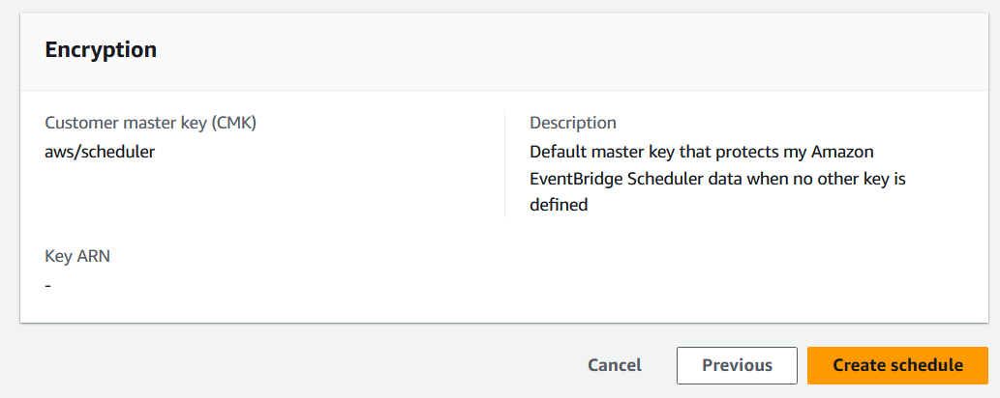 Encryption
Customer master key (CMK)
aws/scheduler
Description
Default master key that protects my Amazon
EventBridge Scheduler data when no other key is
defined
Key ARN
-
Cancel
Previous
Create schedule